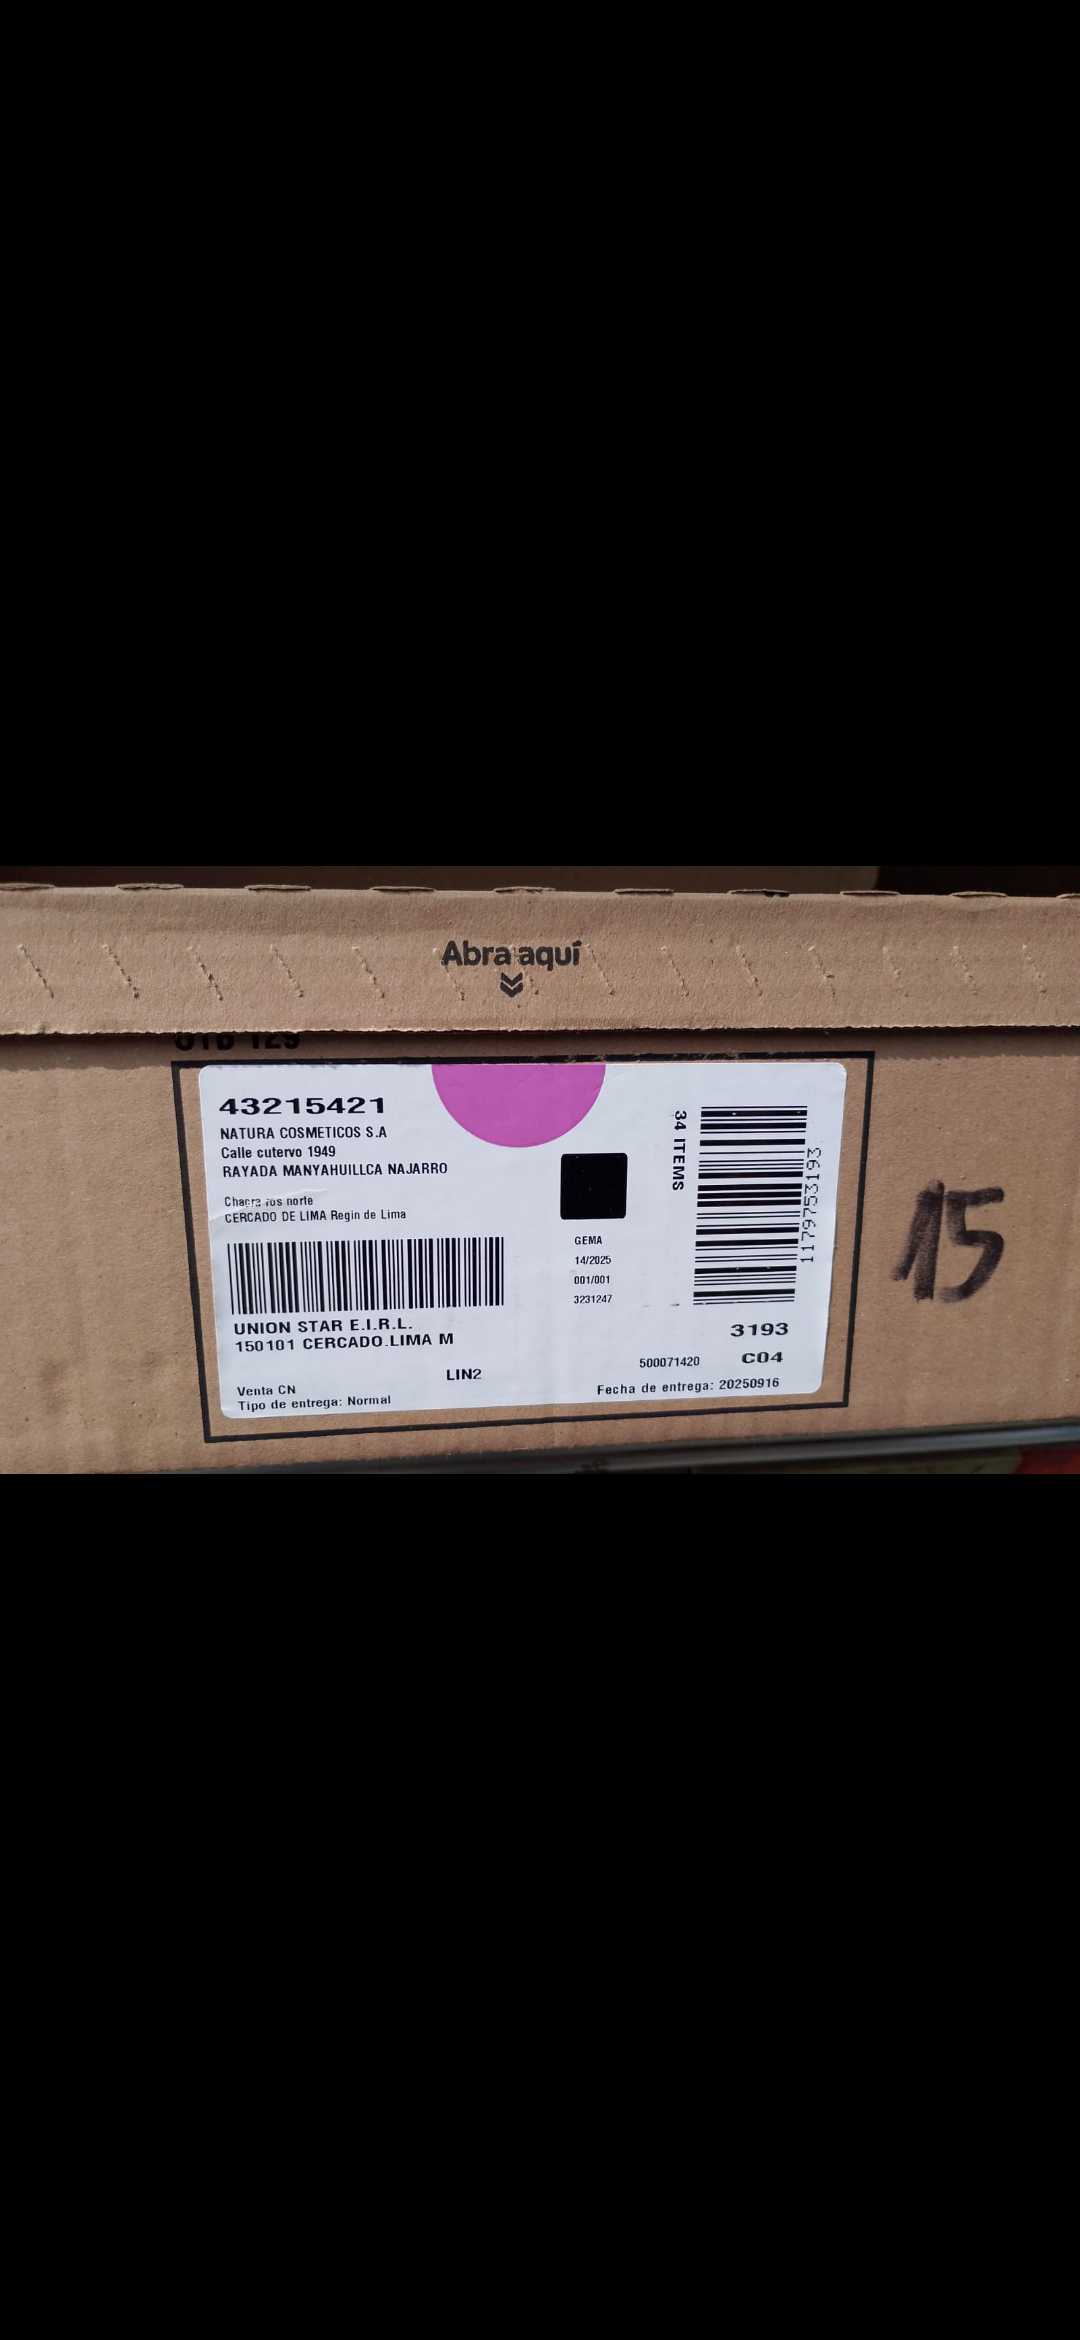 Abra aquí
43215421
NATURA COSMETICOS S.A
Calle cutervo 1949
RAYADA MANYAHUILLCA NAJARRO
norte
CERCADO DE LIMA Regin de Lima
UNION STAR E.I.R.L.
150101 CERCADO.LIMA M
LIN2
Venta CN
Tipo de entrega: Normal
GEMA
14/2025
001/001
3231247
34 ITEMS
1179753193
3193
500071420 C04
Fecha de entrega: 20250916
15